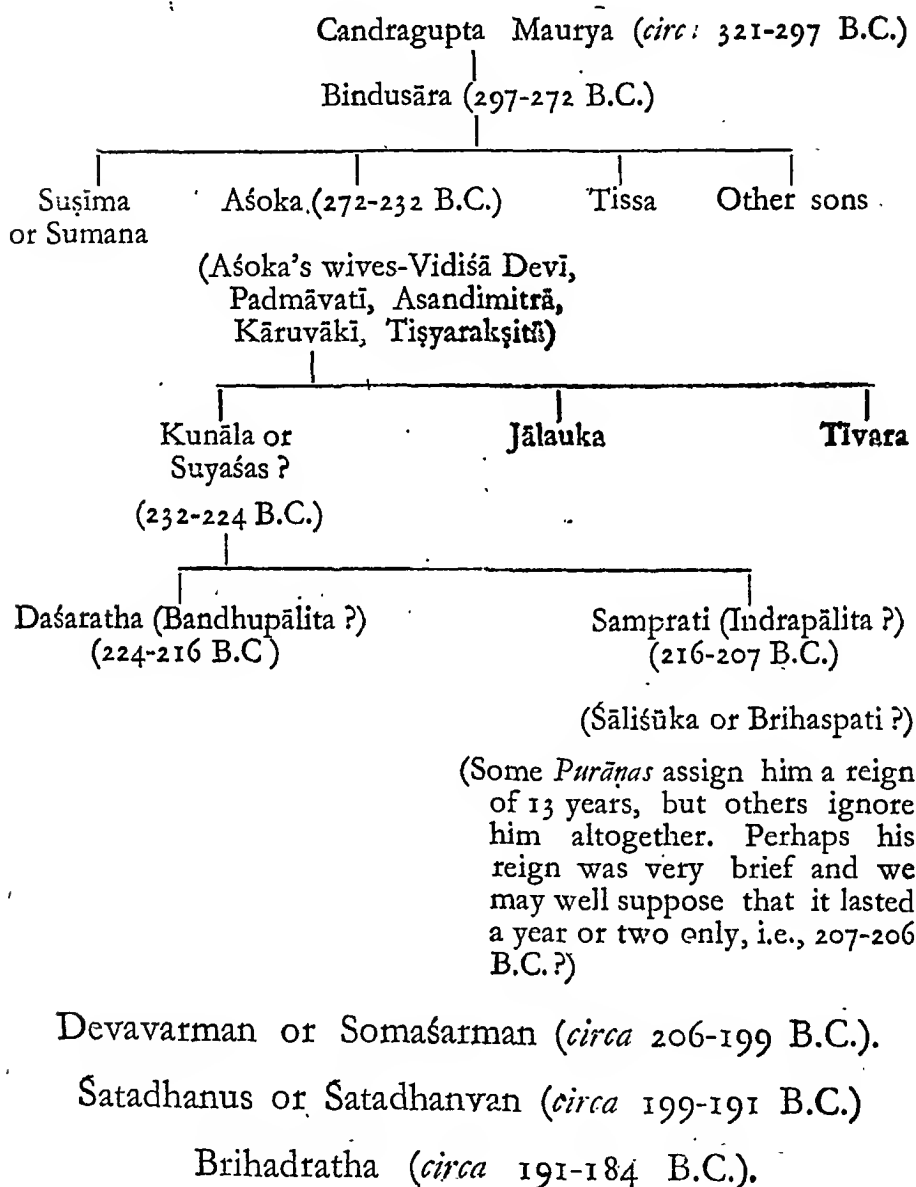 Candragupta Maurya (circ: 321-297 B.C.)
Bindusāra (297-272 B.C.)
Suṣīma Aśoka (272-232 B.C.) Tissa Other sons
or Sumana
(Aśoka's wives-Vidiśā Devī,
Padmāvatī, Asandimitrā,
Kāruvākī, Tiṣyarakṣitā)
Kunāla or Jālauka Tīvara
Suyaśas ?
(232-224 B.C.)
Daśaratha (Bandhupālita ?) Samprati (Indrapālita ?)
(224-216 B.C) (216-207 B.C.)
(Śāliśūka or Brihaspati ?)
(Some Purāṇas assign him a reign
of 13 years, but others ignore
him altogether. Perhaps his
reign was very brief and we
may well suppose that it lasted
a year or two only, i.e., 207-206
B.C. ?)
Devavarman or Somaśarman (circa 206-199 B.C.).
Śatadhanus or Śatadhanvan (circa 199-191 B.C.)
Brihadratha (circa 191-184 B.C.).